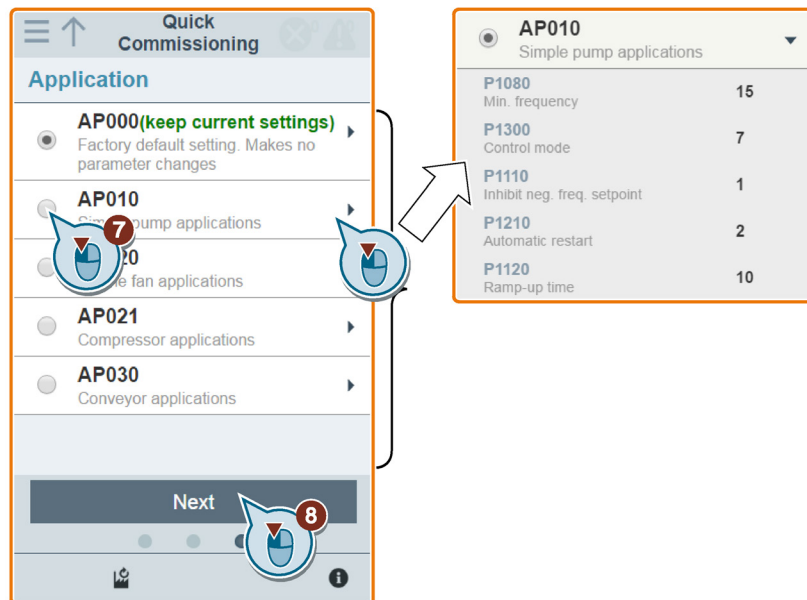 Quick
Commissioning
Application
AP000(keep current settings)
Factory default setting. Makes no
parameter changes
AP010
pump applications
7
20
fan applications
AP021
Compressor applications
AP030
Conveyor applications
Next
8
AP010
Simple pump applications
P1080
Min. frequency
15
P1300
Control mode
7
P1110
Inhibit neg. freq. setpoint
1
P1210
Automatic restart
2
P1120
Ramp-up time
10